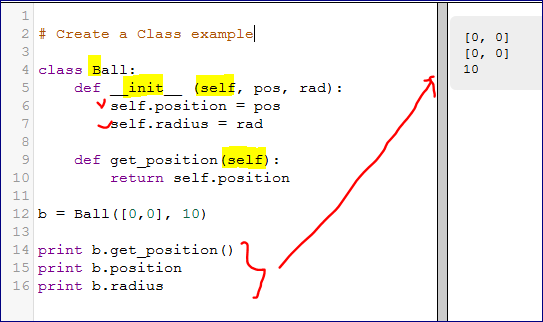 1
2 # Create a Class example
3
4 class Ball:
5     def __init__ (self, pos, rad):
6         self.position = pos
7         self.radius = rad
8
9     def get_position(self):
10         return self.position
11
12 b = Ball([0,0], 10)
13
14 print b.get_position()
15 print b.position
16 print b.radius
[0, 0]
[0, 0]
10